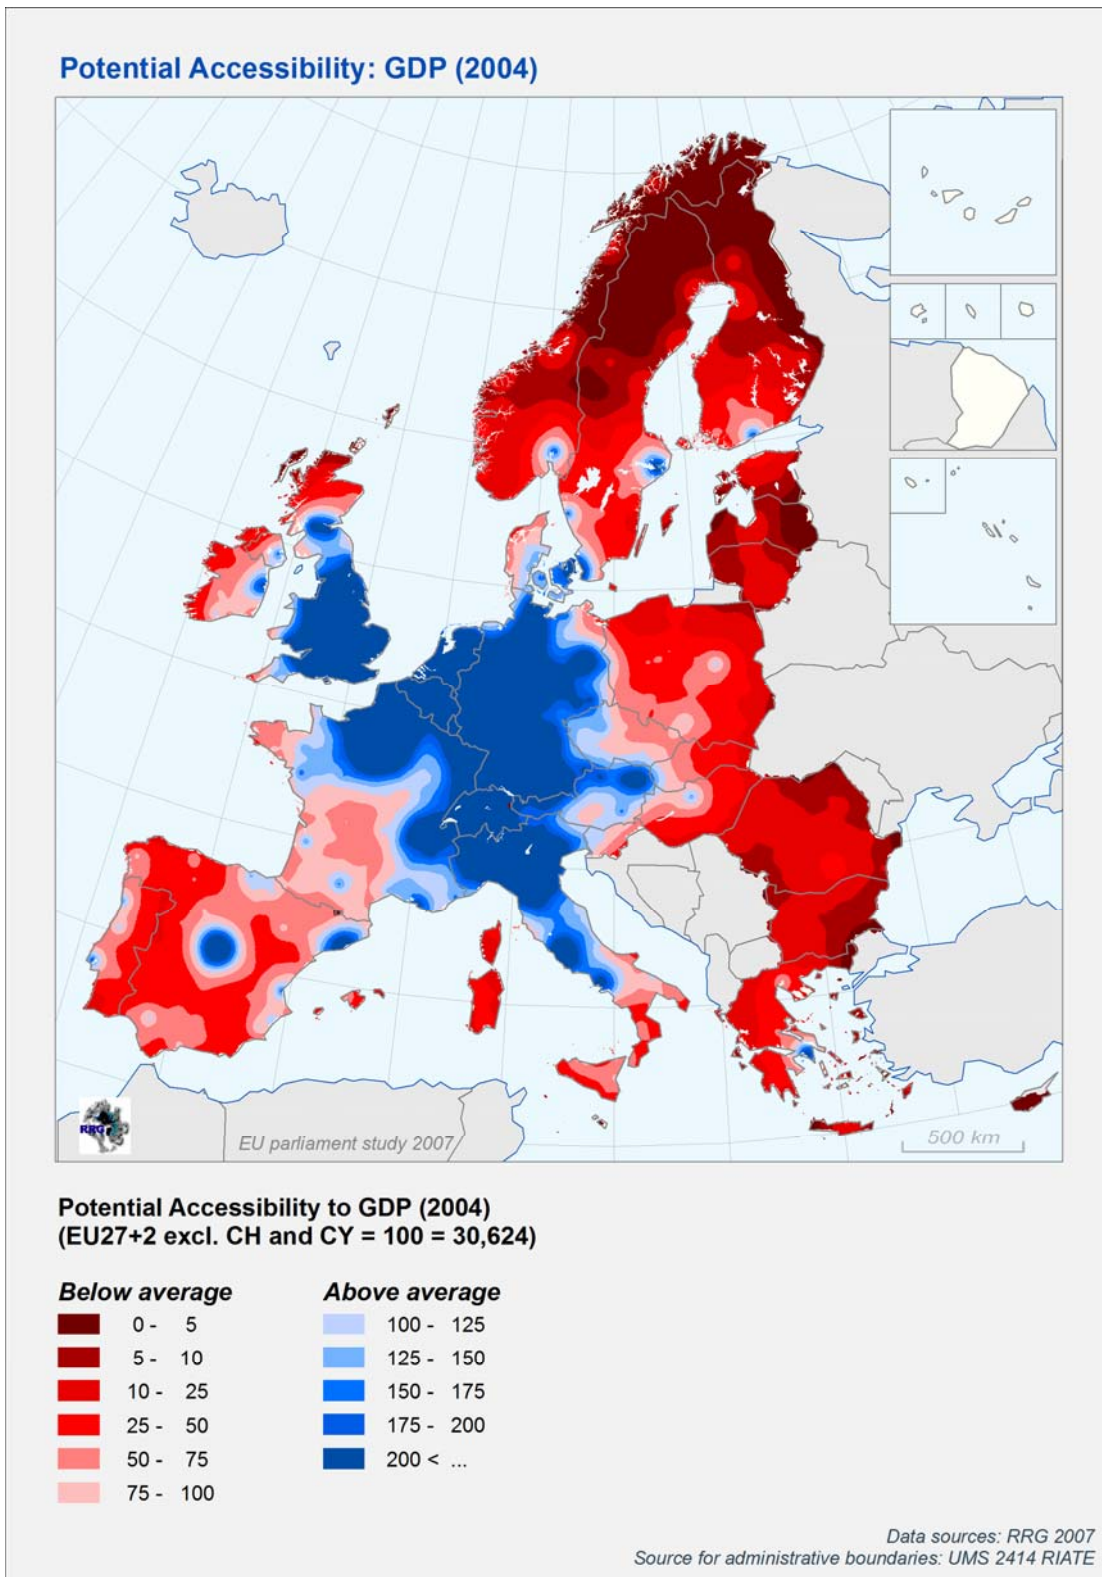 Potential Accessibility: GDP (2004)
RRG
EU parliament study 2007
500 km
Potential Accessibility to GDP (2004)
(EU27+2 excl. CH and CY = 100 = 30,624)
Below average
0 - 5
5 - 10
10 - 25
25 - 50
50 - 75
75 - 100
Above average
100 - 125
125 - 150
150 - 175
175 - 200
200 < ...
Data sources: RRG 2007
Source for administrative boundaries: UMS 2414 RIATE